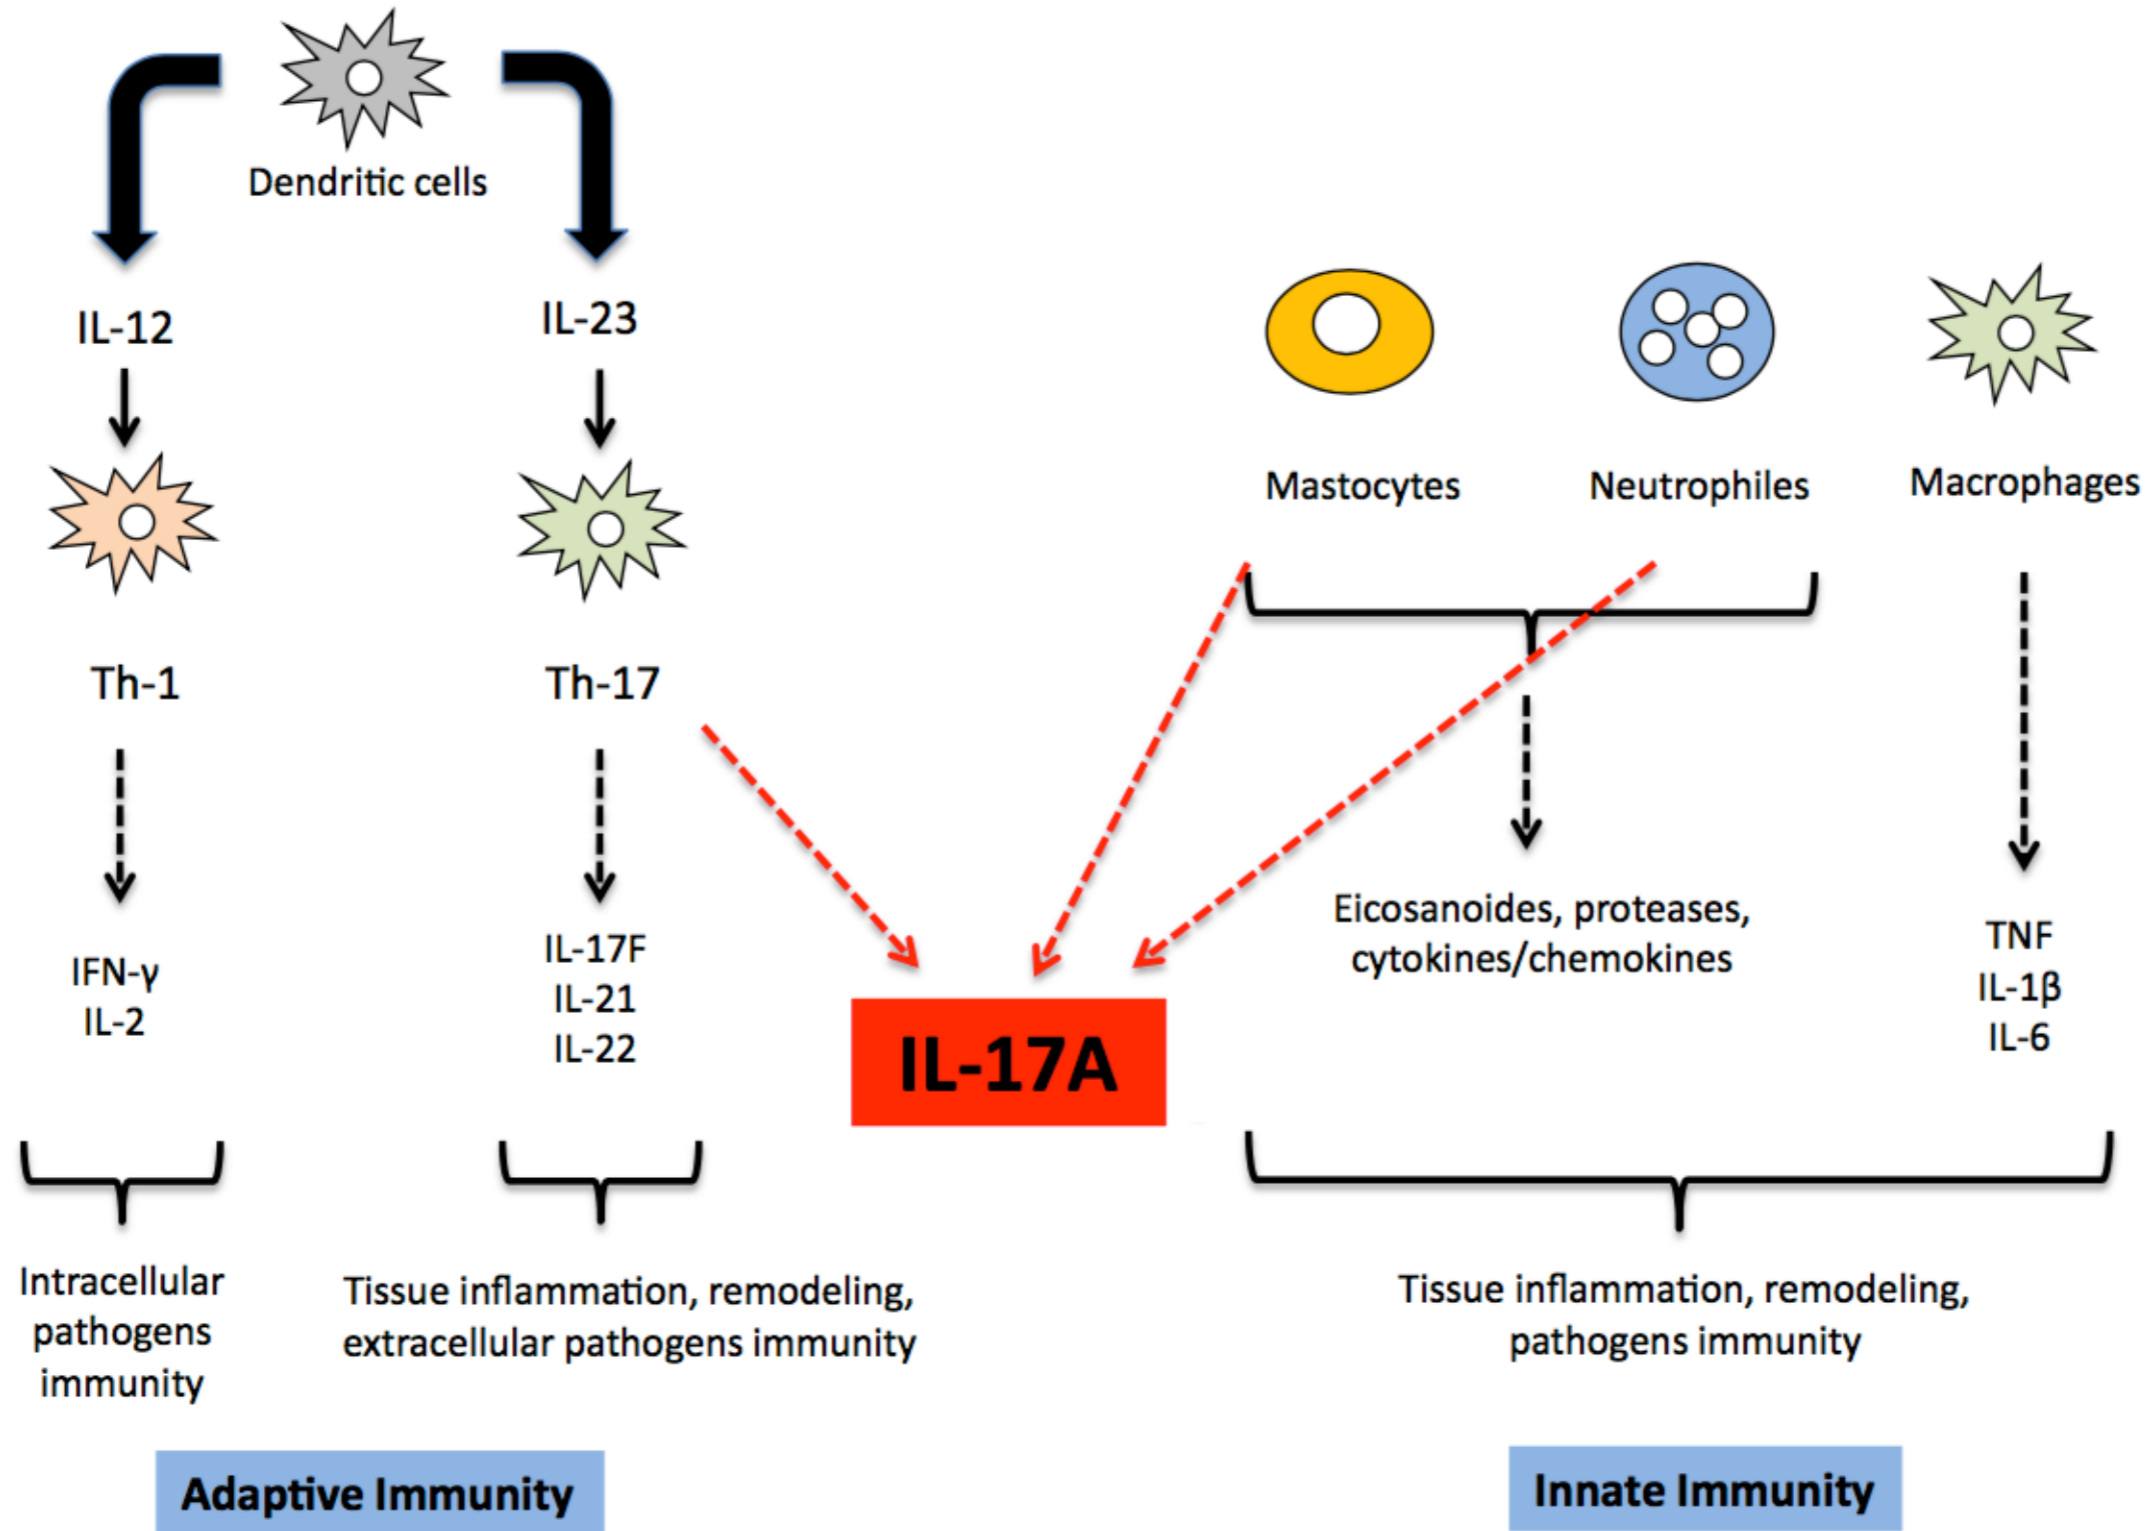 Dendritic cells
IL-12
IL-23
Th-1
Th-17
IFN-γ
IL-2
IL-17F
IL-21
IL-22
Intracellular
pathogens
immunity
Tissue inflammation, remodeling,
extracellular pathogens immunity
Adaptive Immunity
IL-17A
Mastocytes
Neutrophiles
Macrophages
Eicosanoides, proteases,
cytokines/chemokines
TNF
IL-1β
IL-6
Tissue inflammation, remodeling,
pathogens immunity
Innate Immunity